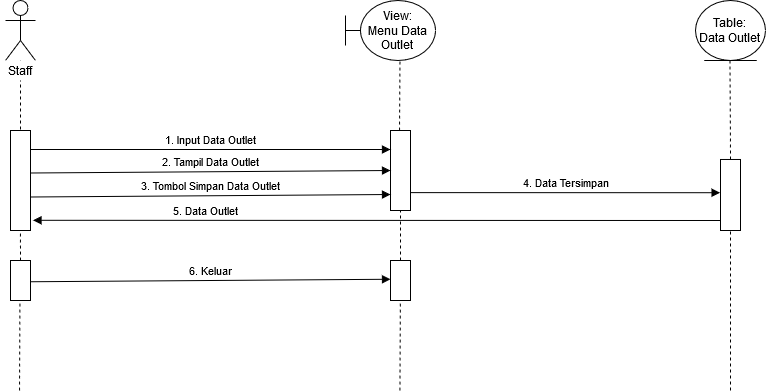 View:
Menu Data
Outlet
Table:
Data Outlet
Staff
1. Input Data Outlet
2. Tampil Data Outlet
3. Tombol Simpan Data Outlet
4. Data Tersimpan
5. Data Outlet
6. Keluar